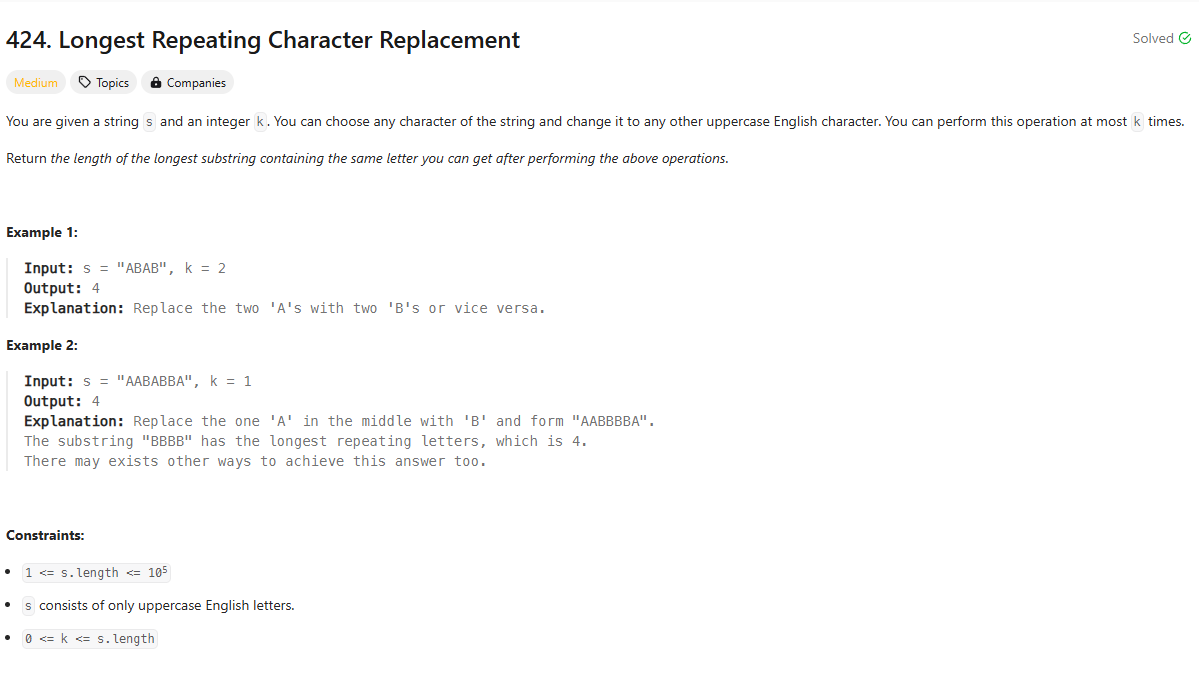 424. Longest Repeating Character Replacement
Solved
Medium Topics Companies
You are given a string s and an integer k. You can choose any character of the string and change it to any other uppercase English character. You can perform this operation at most k times.
Return the length of the longest substring containing the same letter you can get after performing the above operations.
Example 1:
Input: s = "ABAB", k = 2
Output: 4
Explanation: Replace the two 'A's with two 'B's or vice versa.
Example 2:
Input: s = "AABABBA", k = 1
Output: 4
Explanation: Replace the one 'A' in the middle with 'B' and form "AABBBBA".
The substring "BBBB" has the longest repeating letters, which is 4.
There may exists other ways to achieve this answer too.
Constraints:
• 1 <= s.length <= 10⁵
• s consists of only uppercase English letters.
• 0 <= k <= s.length